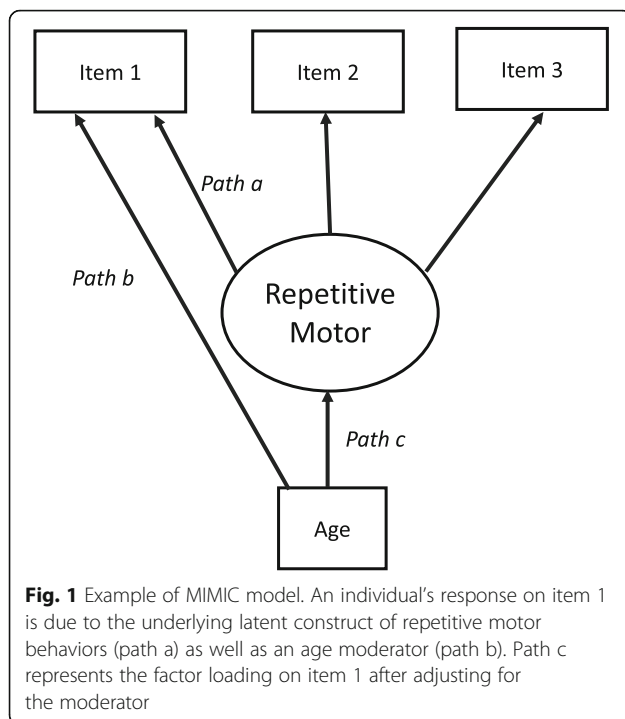 Item 1
Item 2
Item 3
Path a
Path b
Repetitive
Motor
Path c
Age
Fig. 1 Example of MIMIC model. An individual's response on item 1
is due to the underlying latent construct of repetitive motor
behaviors (path a) as well as an age moderator (path b). Path c
represents the factor loading on item 1 after adjusting for
the moderator